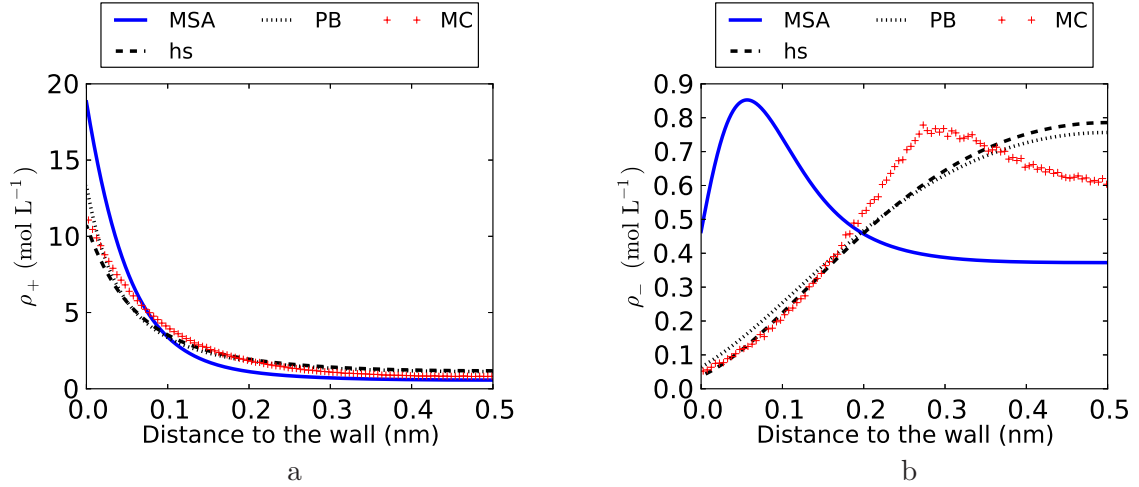 MSA PB MC
hs
20
15
10
5
0
0.0 0.1 0.2 0.3 0.4 0.5
Distance to the wall (nm)
ρ₊ (mol L⁻¹)
a
MSA PB MC
hs
0.9
0.8
0.7
0.6
0.5
0.4
0.3
0.2
0.1
0.0
0.0 0.1 0.2 0.3 0.4 0.5
Distance to the wall (nm)
ρ₋ (mol L⁻¹)
b